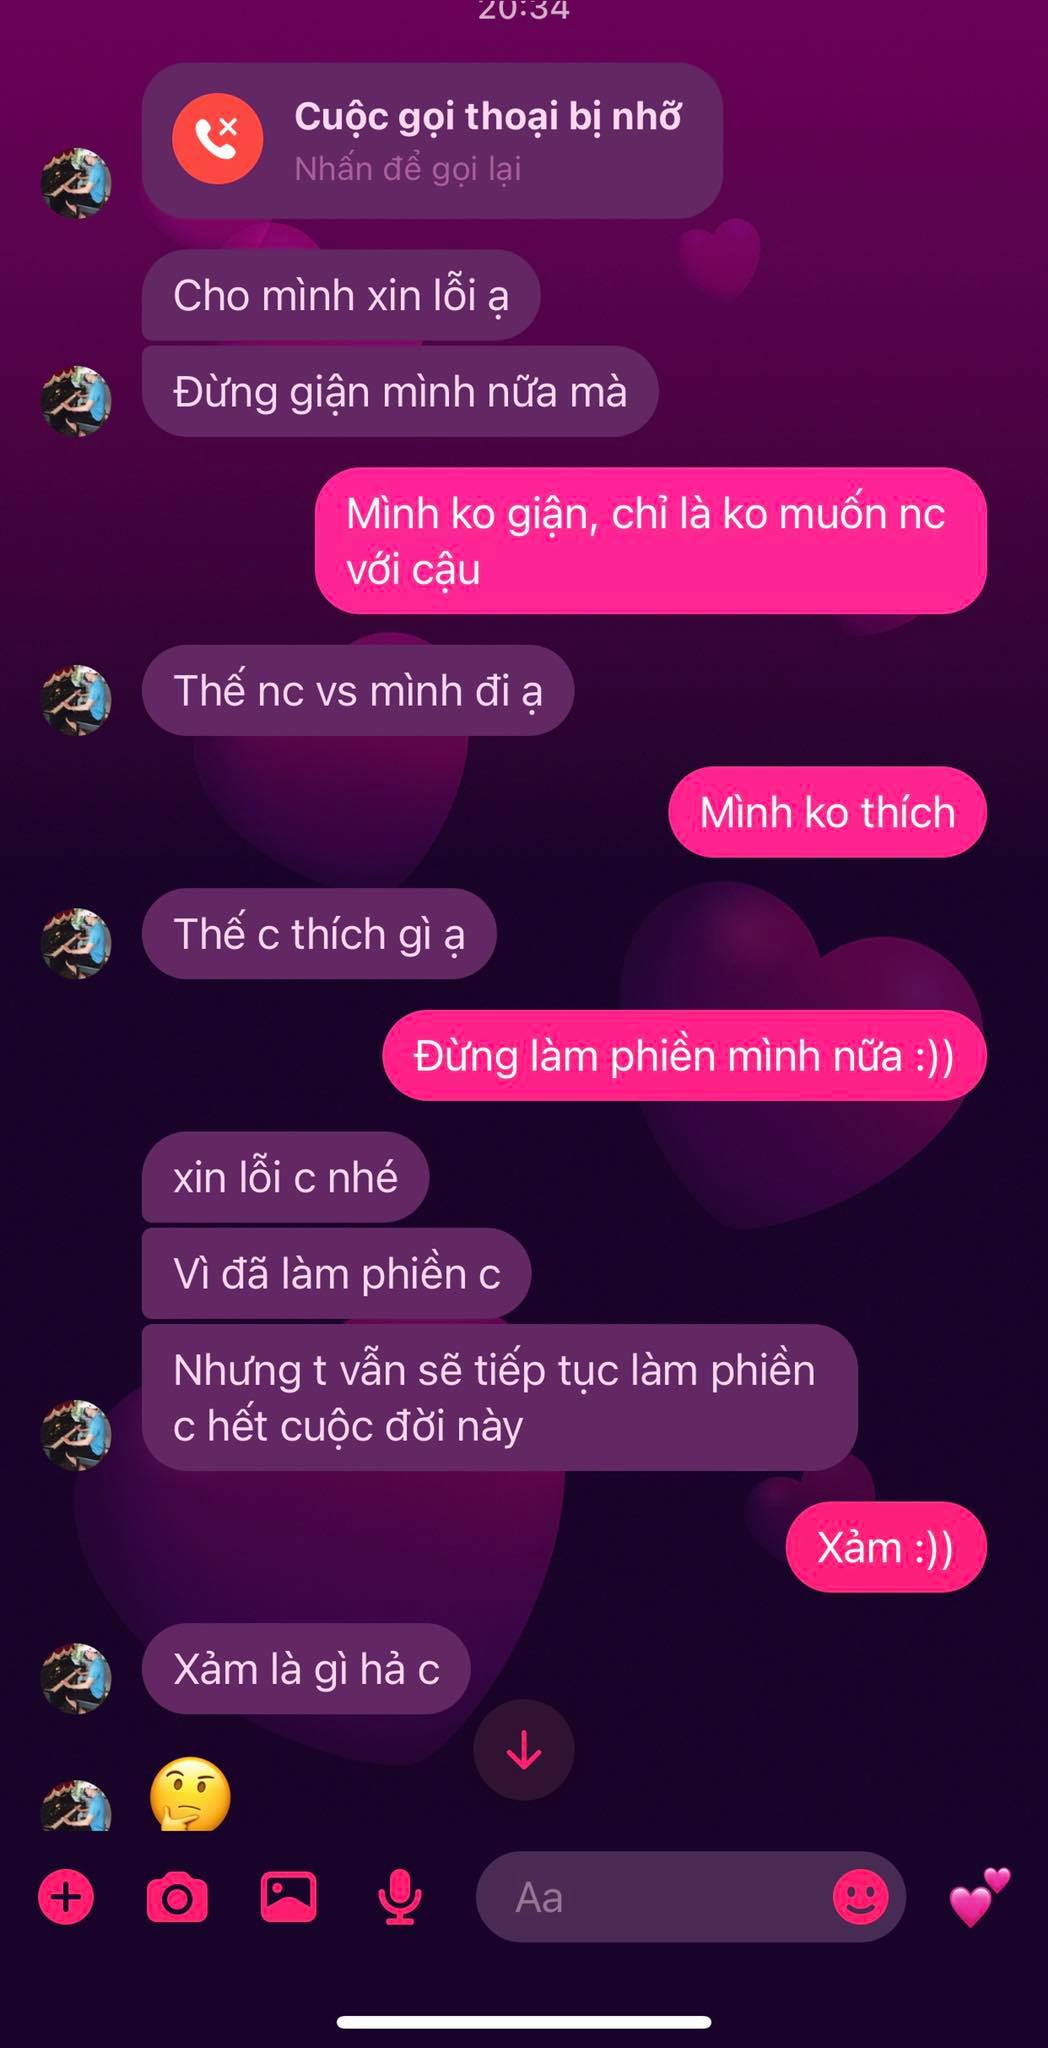 20:34
Cuộc gọi thoại bị nhỡ
Nhấn để gọi lại
Cho mình xin lỗi ạ
Đừng giận mình nữa mà
Mình ko giận, chỉ là ko muốn nc
với cậu
Thế nc vs mình đi ạ
Mình ko thích
Thế c thích gì ạ
Đừng làm phiền mình nữa :))
xin lỗi c nhé
Vì đã làm phiền c
Nhưng t vẫn sẽ tiếp tục làm phiền
c hết cuộc đời này
Xảm :))
Xảm là gì hả c
Aa